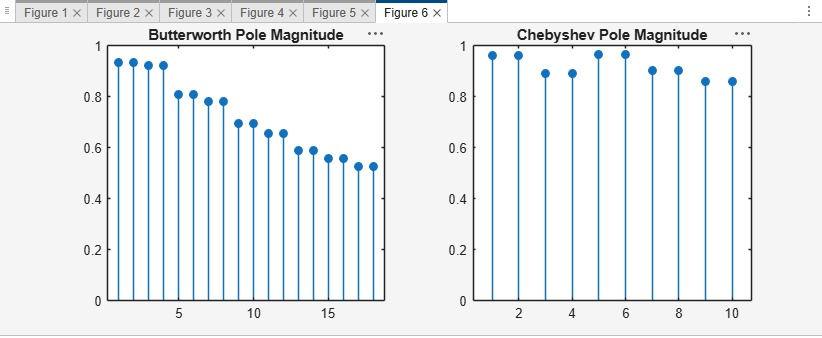 Figure 1 × Figure 2 × Figure 3 × Figure 4 × Figure 5 × Figure 6 ×
Butterworth Pole Magnitude
1
0.8
0.6
0.4
0.2
0
5 10 15
Chebyshev Pole Magnitude
1
0.8
0.6
0.4
0.2
0
2 4 6 8 10